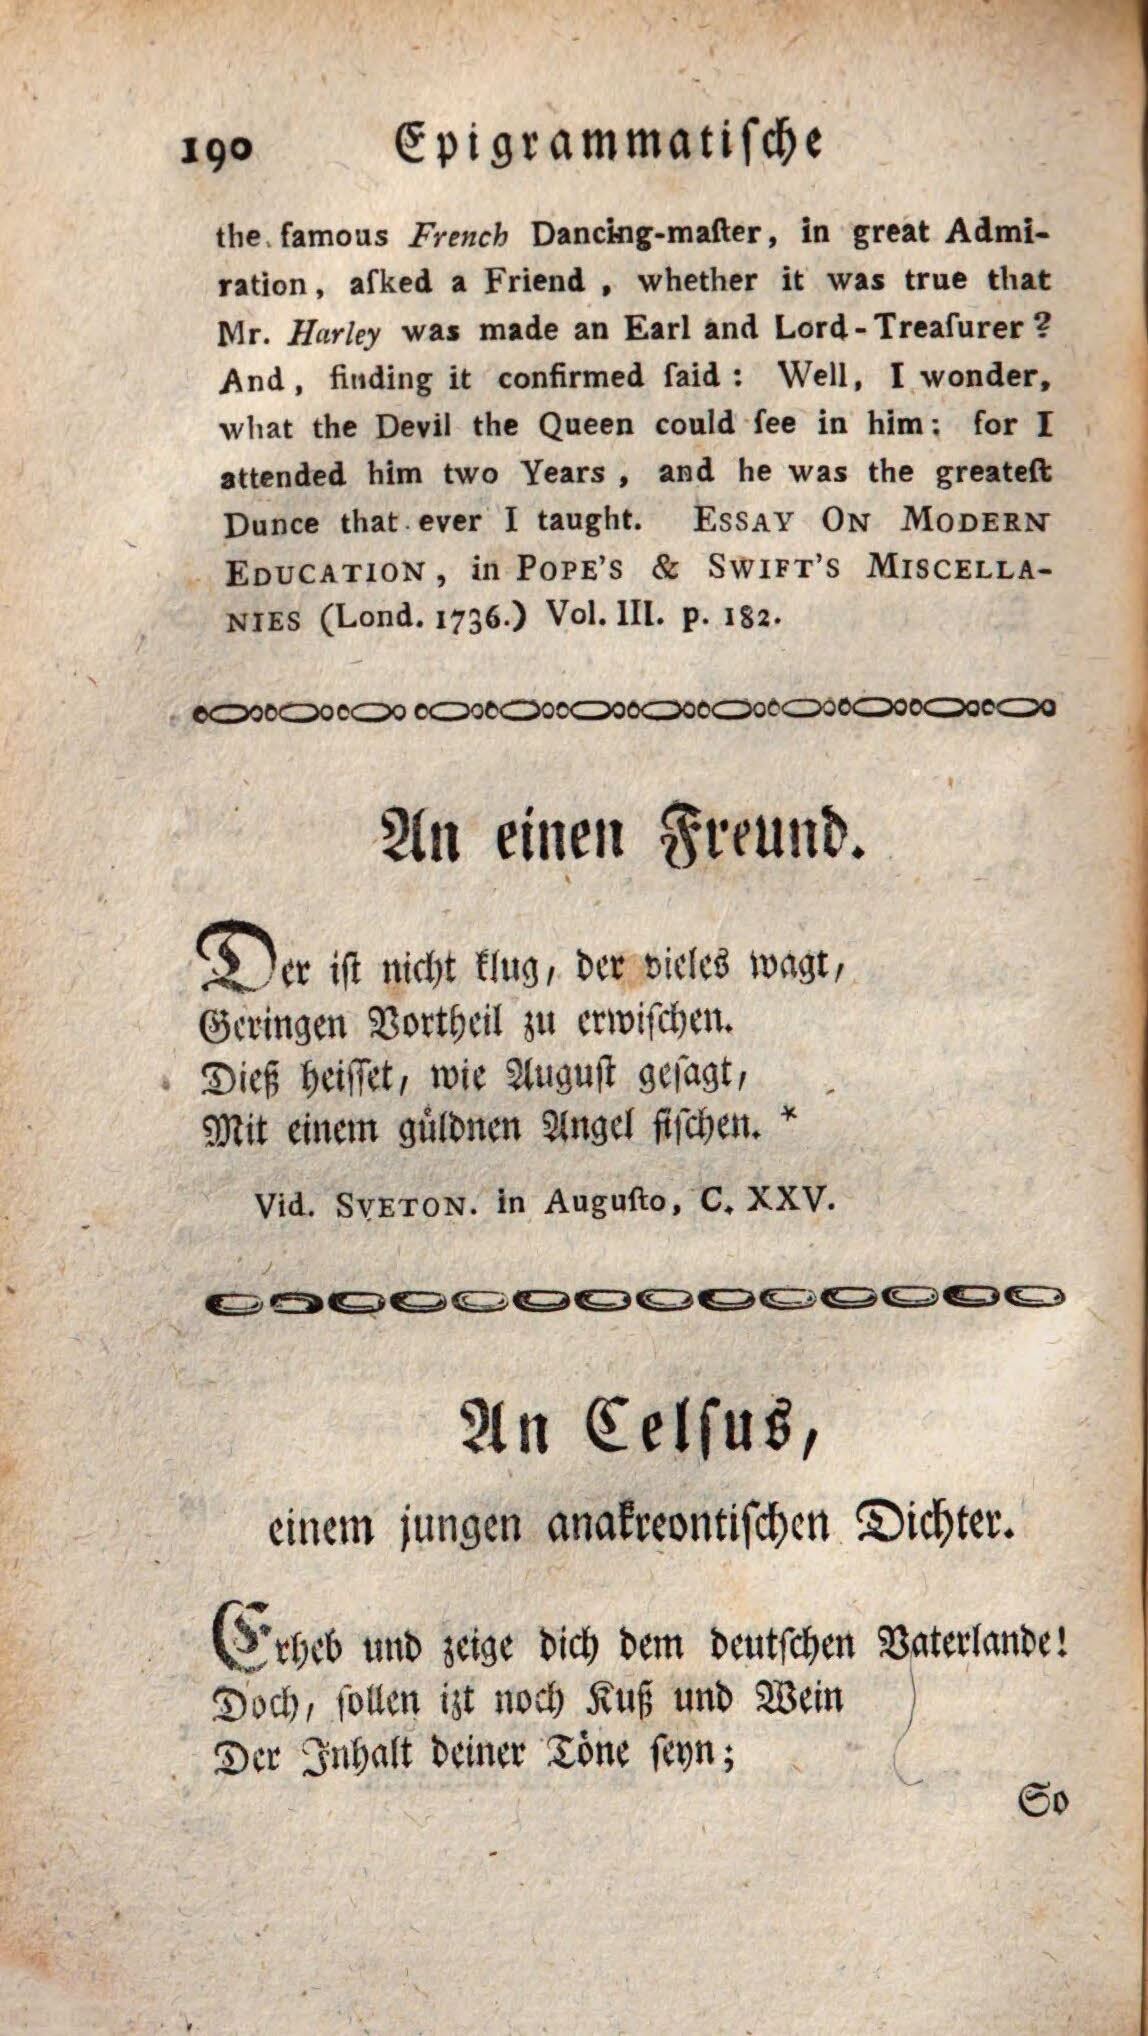 190 Epigrammatiſche
the famous French Dancing-maſter, in great Admi-
ration, aſked a Friend, whether it was true that
Mr. Harley was made an Earl and Lord-Treaſurer?
And, finding it confirmed ſaid: Well, I wonder,
what the Devil the Queen could ſee in him; for I
attended him two Years, and he was the greateſt
Dunce that ever I taught. ESSAY ON MODERN
EDUCATION, in POPE'S & SWIFT'S MISCELLA-
NIES (Lond. 1736.) Vol. III. p. 182.
An einen Freund.
Der iſt nicht klug, der vieles wagt,
Geringen Vortheil zu erwiſchen.
Dieß heiſſet, wie Auguſt geſagt,
Mit einem güldnen Angel fiſchen. *
Vid. SVETON. in Auguſto, C. XXV.
An Celſus,
einem jungen anakreontiſchen Dichter.
Erheb und zeige dich dem deutſchen Vaterlande!
Doch, ſollen izt noch Kuß und Wein
Der Inhalt deiner Töne ſeyn;
So